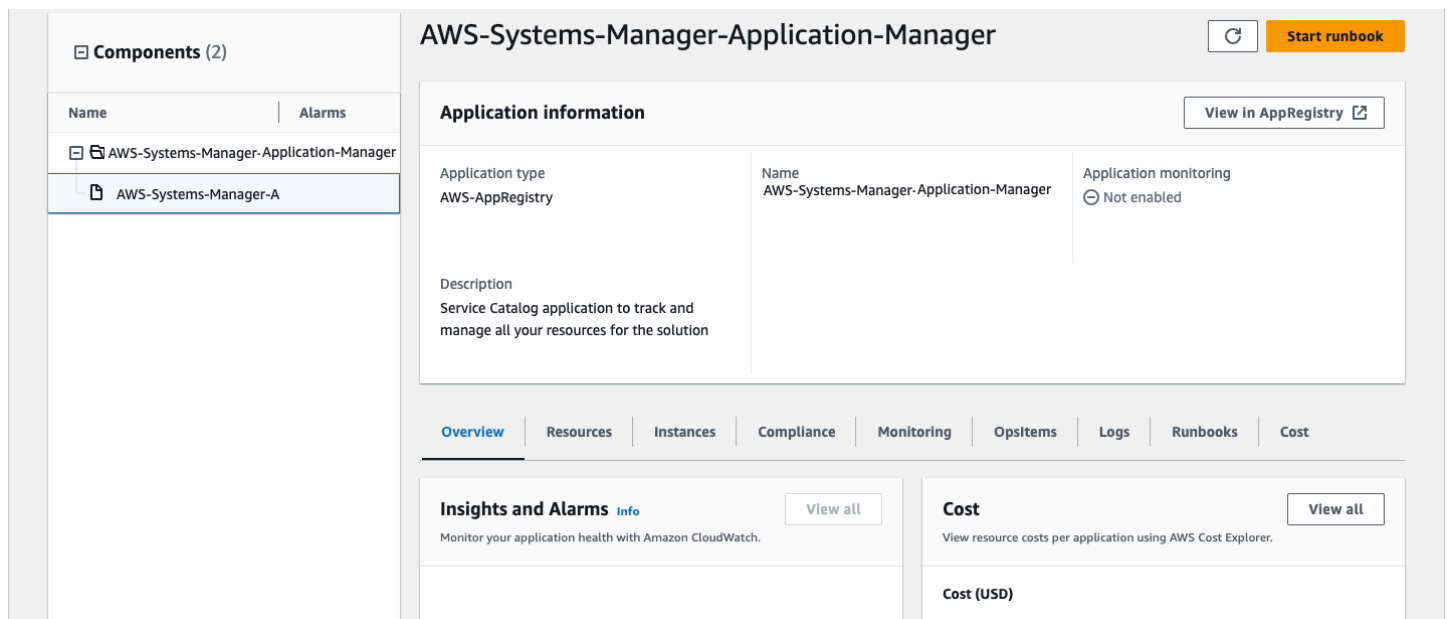 Components (2)
Name Alarms
AWS-Systems-Manager-Application-Manager
AWS-Systems-Manager-A
AWS-Systems-Manager-Application-Manager
Start runbook
Application information
View in AppRegistry
Application type
AWS-AppRegistry
Name
AWS-Systems-Manager-Application-Manager
Application monitoring
Not enabled
Description
Service Catalog application to track and
manage all your resources for the solution
Overview Resources Instances Compliance Monitoring OpsItems Logs Runbooks Cost
Insights and Alarms Info
View all
Monitor your application health with Amazon CloudWatch.
Cost
View all
View resource costs per application using AWS Cost Explorer.
Cost (USD)